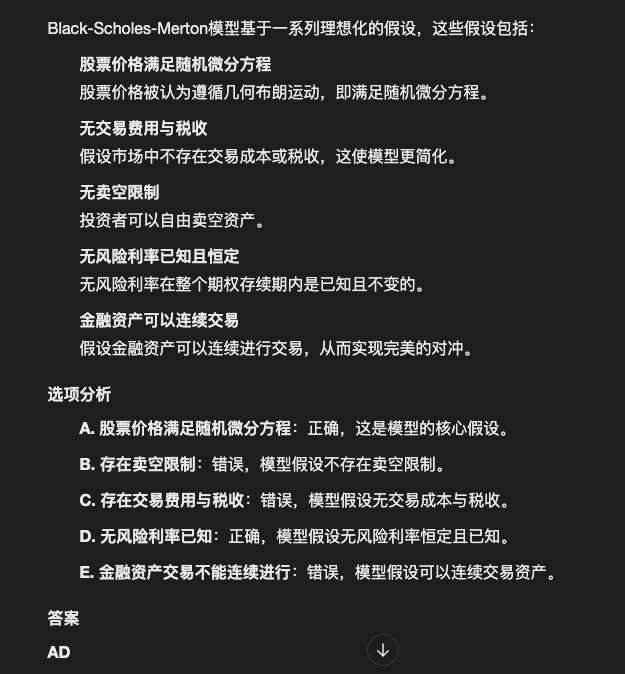 Black-Scholes-Merton模型基于一系列理想化的假设，这些假设包括：
股票价格满足随机微分方程
股票价格被认为遵循几何布朗运动，即满足随机微分方程。
无交易费用与税收
假设市场中不存在交易成本或税收，这使模型更简化。
无卖空限制
投资者可以自由卖空资产。
无风险利率已知且恒定
无风险利率在整个期权存续期内是已知且不变的。
金融资产可以连续交易
假设金融资产可以连续进行交易，从而实现完美的对冲。
选项分析
A. 股票价格满足随机微分方程：正确，这是模型的核心假设。
B. 存在卖空限制：错误，模型假设不存在卖空限制。
C. 存在交易费用与税收：错误，模型假设无交易成本与税收。
D. 无风险利率已知：正确，模型假设无风险利率恒定且已知。
E. 金融资产交易不能连续进行：错误，模型假设可以连续交易资产。
答案
AD